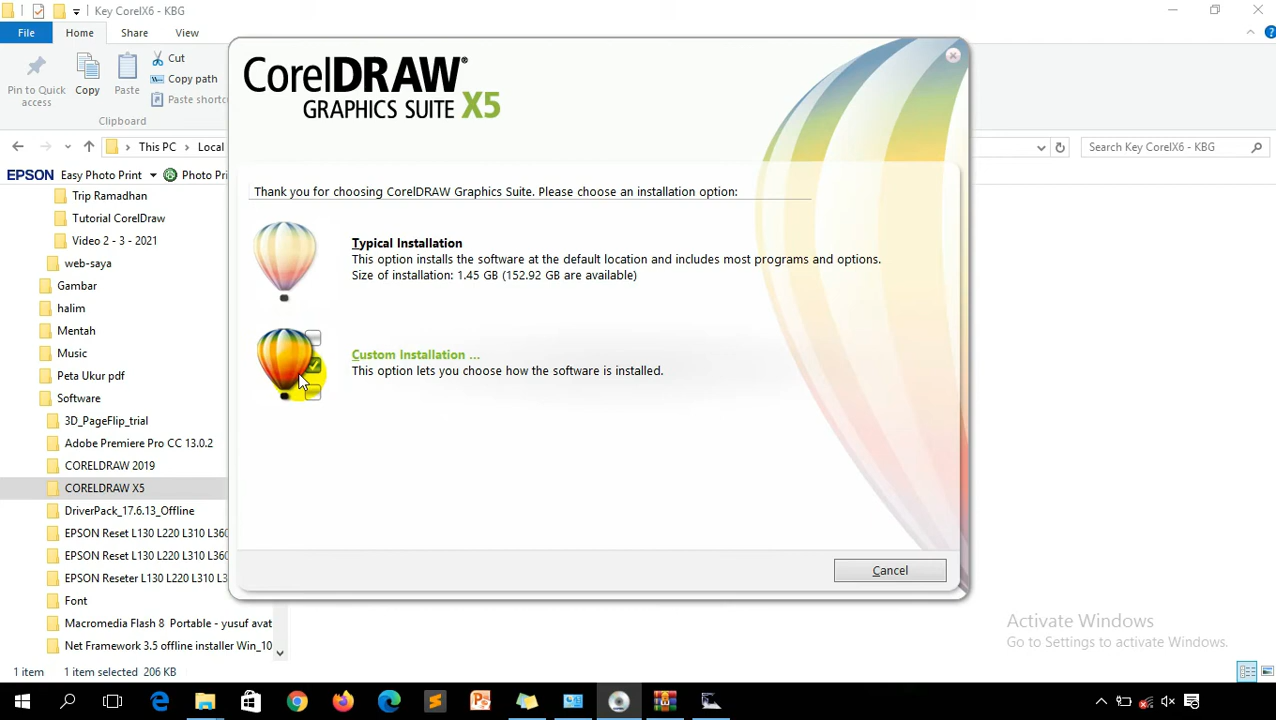 Key CorelX6 - KBG
File
Home
Share
View
Pin to Quick access
Copy
Paste
Cut
Copy path
Paste shortc
Clipboard
This PC
Local
Search Key CorelX6 - KBG
EPSON Easy Photo Print Photo Pri
Trip Ramadhan
Tutorial CorelDraw
Video 2 - 3 - 2021
web-saya
Gambar
halim
Mentah
Music
Peta Ukur pdf
Software
3D_PageFlip_trial
Adobe Premiere Pro CC 13.0.2
CORELDRAW 2019
CORELDRAW X5
DriverPack_17.6.13_Offline
EPSON Reset L130 L220 L310 L360
EPSON Reset L130 L220 L310 L360
EPSON Reseter L130 L220 L310 L3
Font
Macromedia Flash 8 Portable - yusuf avat
Net Framework 3.5 offline installer Win_10
1 item 1 item selected 206 KB
CorelDRAW®
GRAPHICS SUITE X5
Thank you for choosing CorelDRAW Graphics Suite. Please choose an installation option:
Typical Installation
This option installs the software at the default location and includes most programs and options.
Size of installation: 1.45 GB (152.92 GB are available)
Custom Installation ...
This option lets you choose how the software is installed.
Cancel
Activate Windows
Go to Settings to activate Windows.